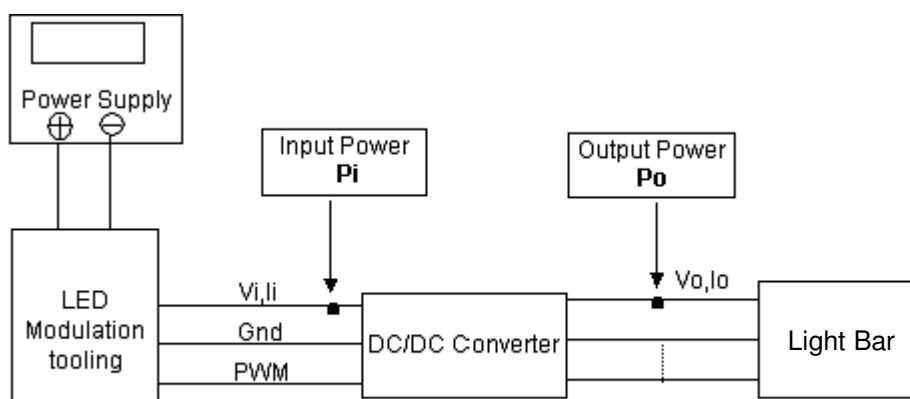 Power Supply
Input Power
Pi
Output Power
Po
LED
Modulation
tooling
Vi,Ii
Gnd
PWM
DC/DC Converter
Vo,Io
Light Bar